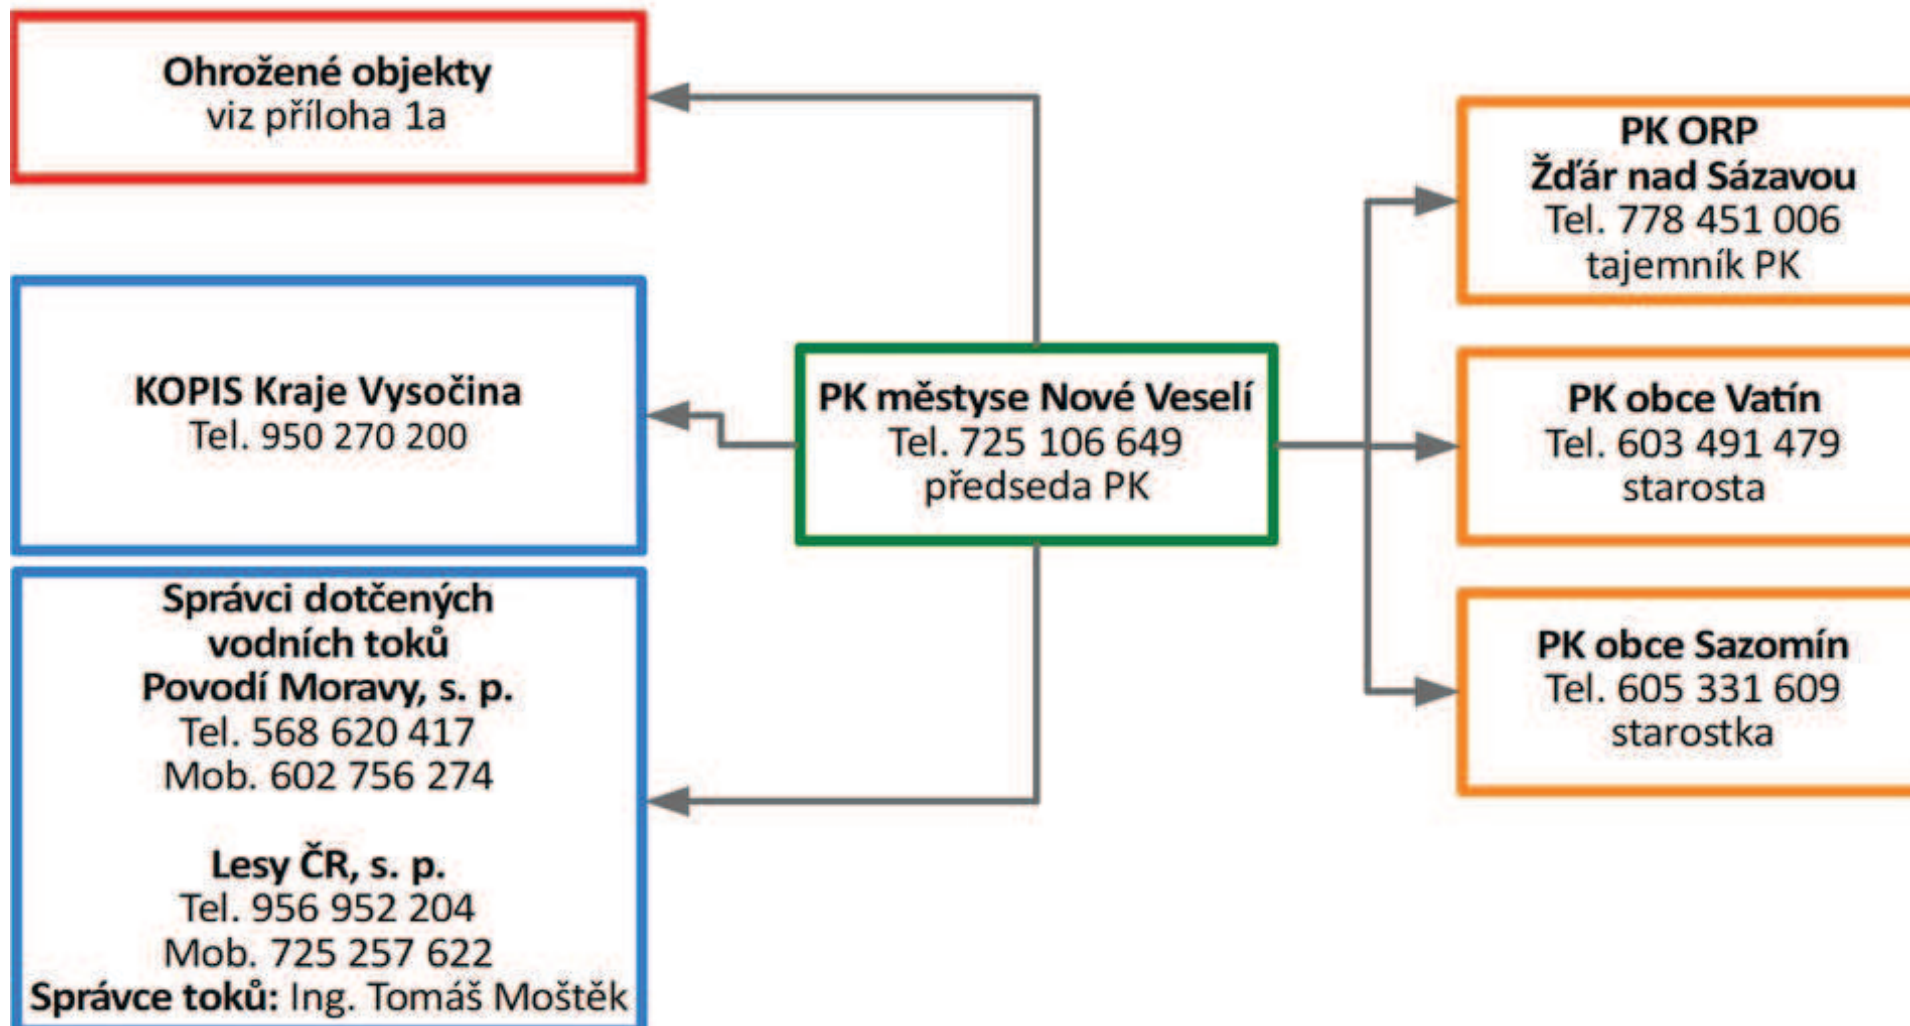 Ohrožené objekty
viz příloha 1a
KOPIS Kraje Vysočina
Tel. 950 270 200
Správci dotčených
vodních toků
Povodí Moravy, s. p.
Tel. 568 620 417
Mob. 602 756 274
Lesy ČR, s. p.
Tel. 956 952 204
Mob. 725 257 622
Správce toků: Ing. Tomáš Moštěk
PK městyse Nové Veselí
Tel. 725 106 649
předseda PK
PK ORP
Žďár nad Sázavou
Tel. 778 451 006
tajemník PK
PK obce Vatín
Tel. 603 491 479
starosta
PK obce Sazomín
Tel. 605 331 609
starostka